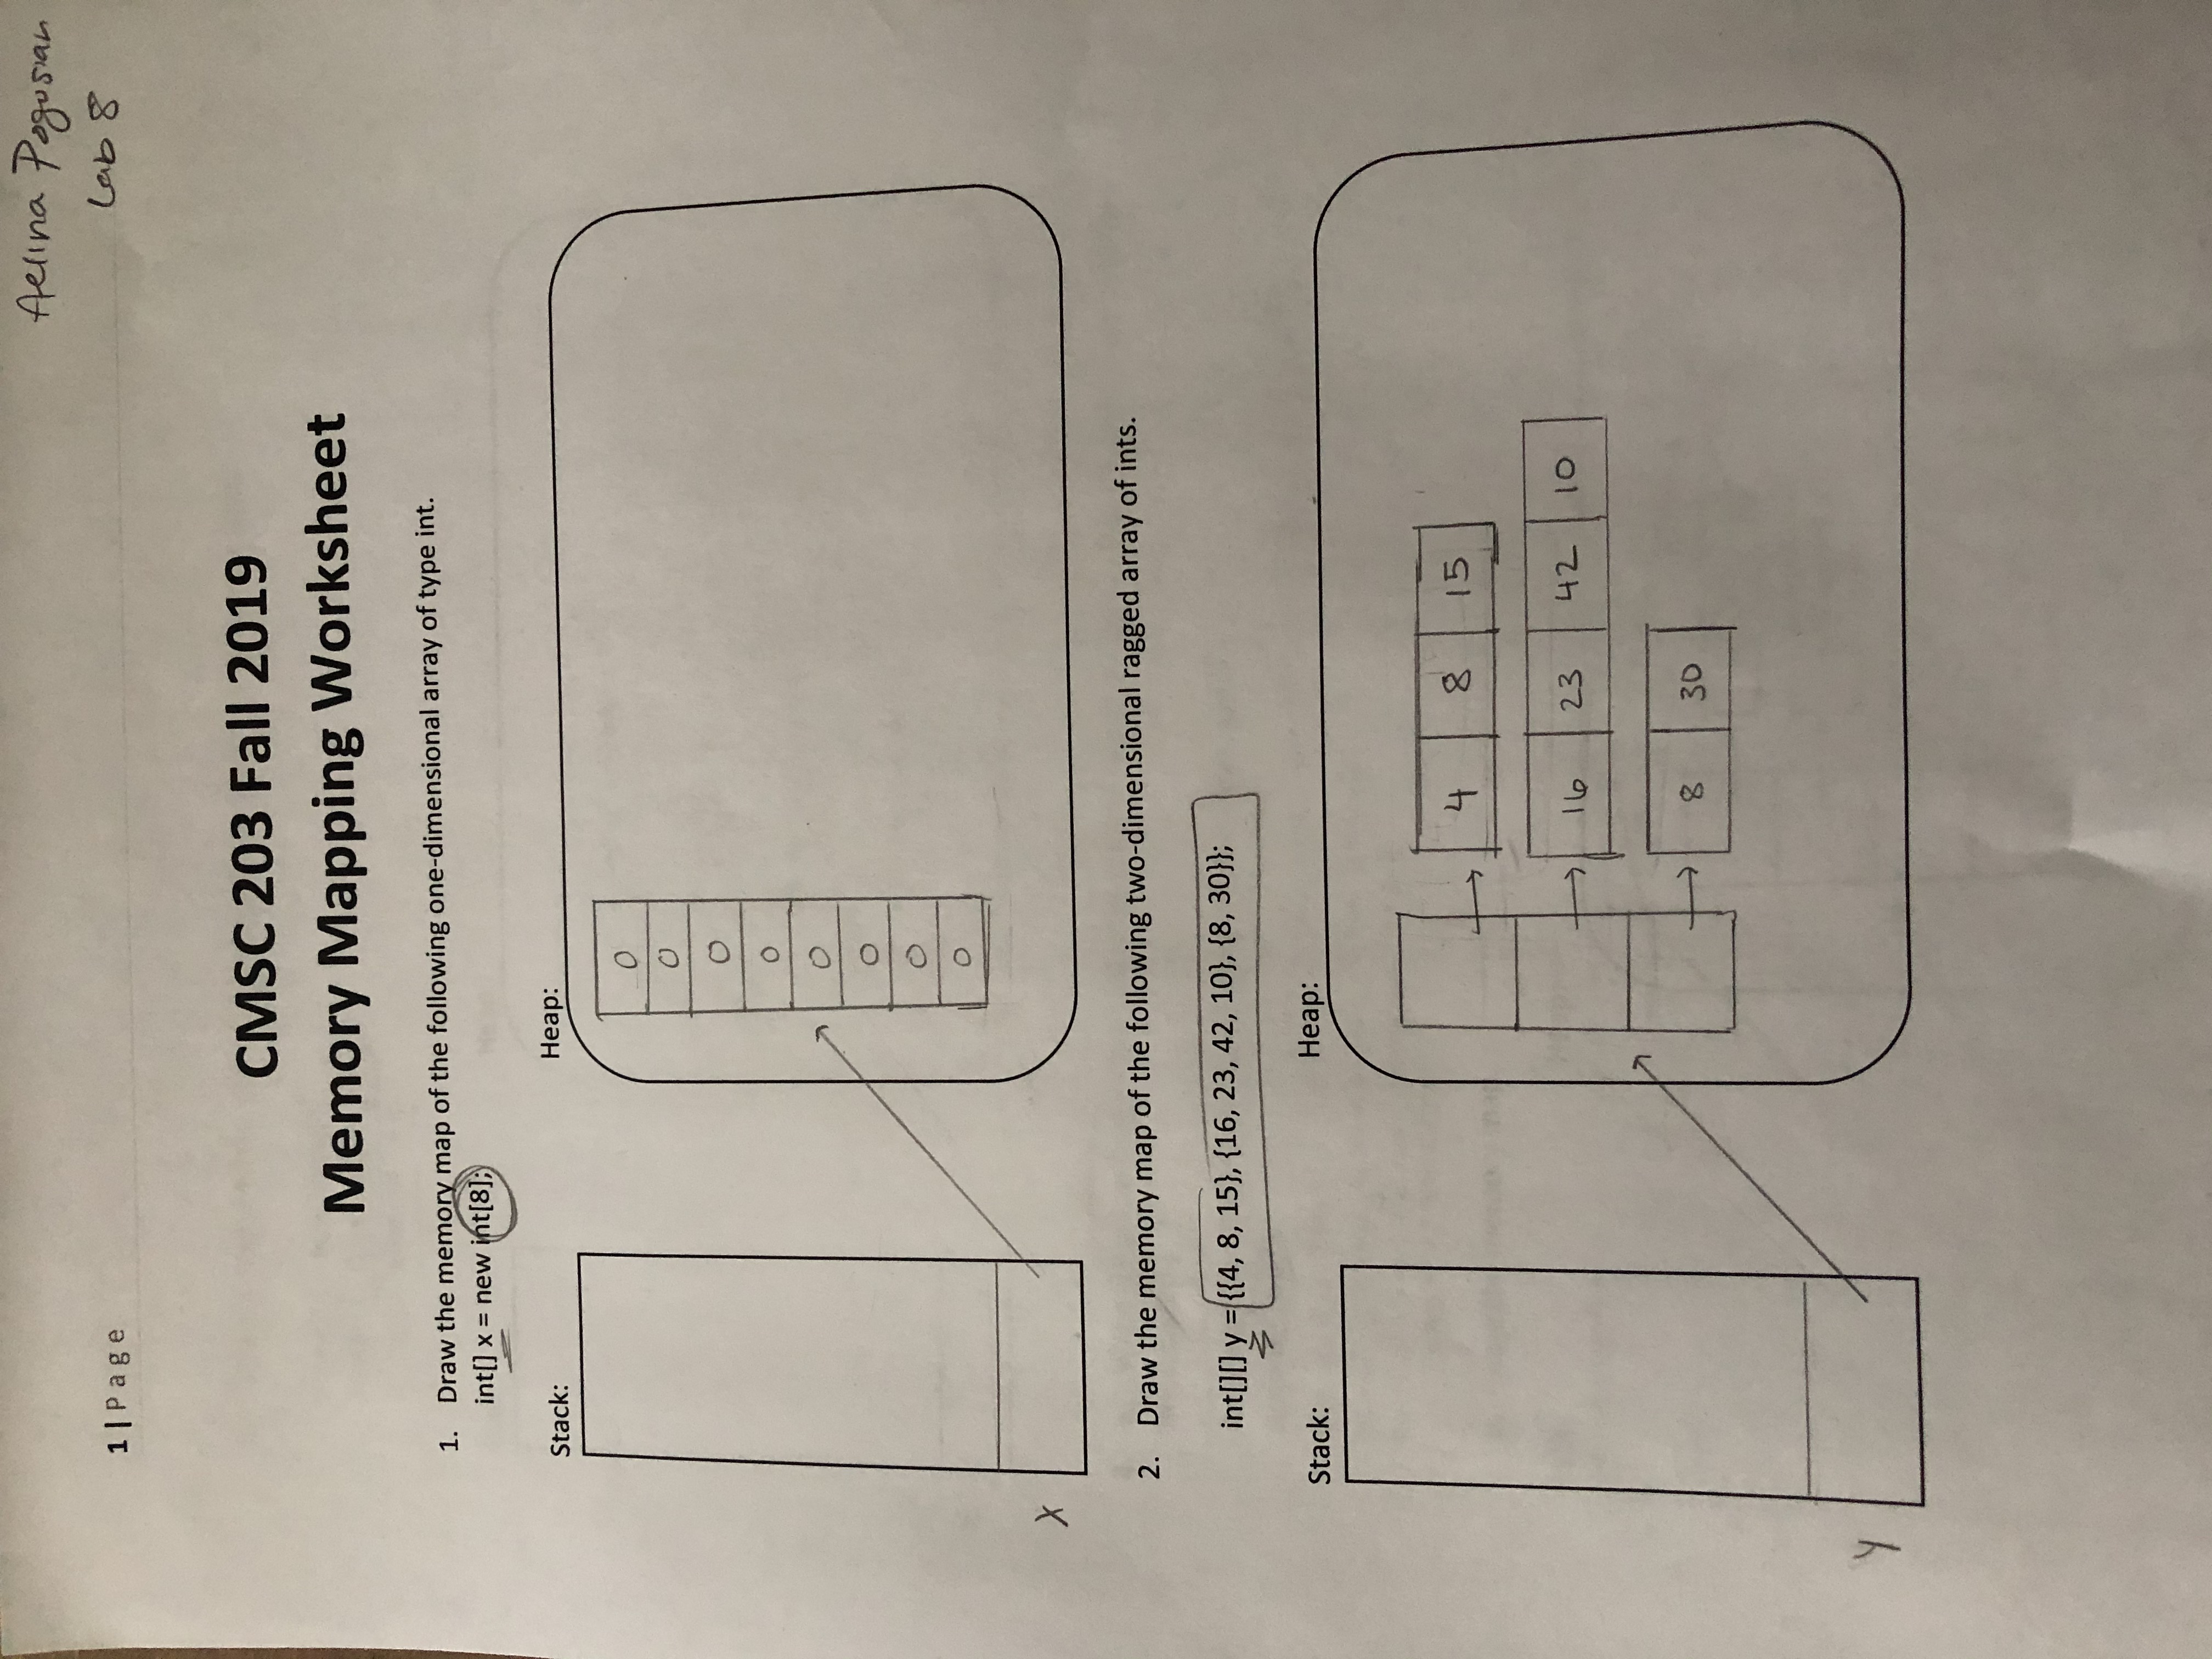 Aelina Pogosian
Lab 8
1 | Page
CMSC 203 Fall 2019
Memory Mapping Worksheet
1. Draw the memory map of the following one-dimensional array of type int.
int[] x = new int[8];
Stack:
Heap:
0
0
0
0
0
0
0
0
X
2. Draw the memory map of the following two-dimensional ragged array of ints.
int[][] y = {{4, 8, 15}, {16, 23, 42, 10}, {8, 30}};
Stack:
Heap:
4 8 15
16 23 42 10
8 30
y